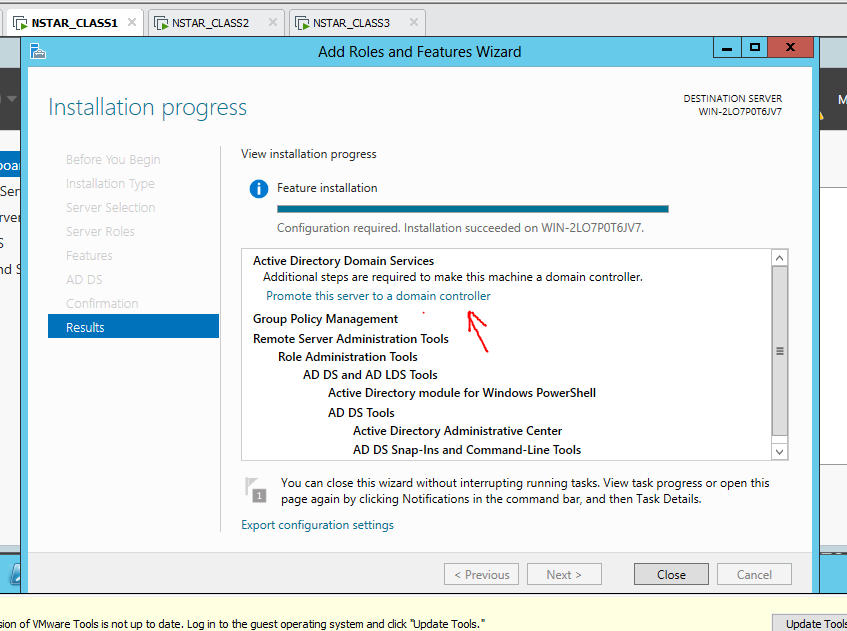 NSTAR_CLASS1
NSTAR_CLASS2
NSTAR_CLASS3
Add Roles and Features Wizard
Installation progress
DESTINATION SERVER
WIN-2LO7P0T6JV7
Before You Begin
Installation Type
Server Selection
Server Roles
Features
AD DS
Confirmation
Results
View installation progress
Feature installation
Configuration required. Installation succeeded on WIN-2LO7P0T6JV7.
Active Directory Domain Services
Additional steps are required to make this machine a domain controller.
Promote this server to a domain controller
Group Policy Management
Remote Server Administration Tools
Role Administration Tools
AD DS and AD LDS Tools
Active Directory module for Windows PowerShell
AD DS Tools
Active Directory Administrative Center
AD DS Snap-Ins and Command-Line Tools
1
You can close this wizard without interrupting running tasks. View task progress or open this
page again by clicking Notifications in the command bar, and then Task Details.
Export configuration settings
< Previous
Next >
Close
Cancel
sion of VMware Tools is not up to date. Log in to the guest operating system and click "Update Tools."
Update Tools